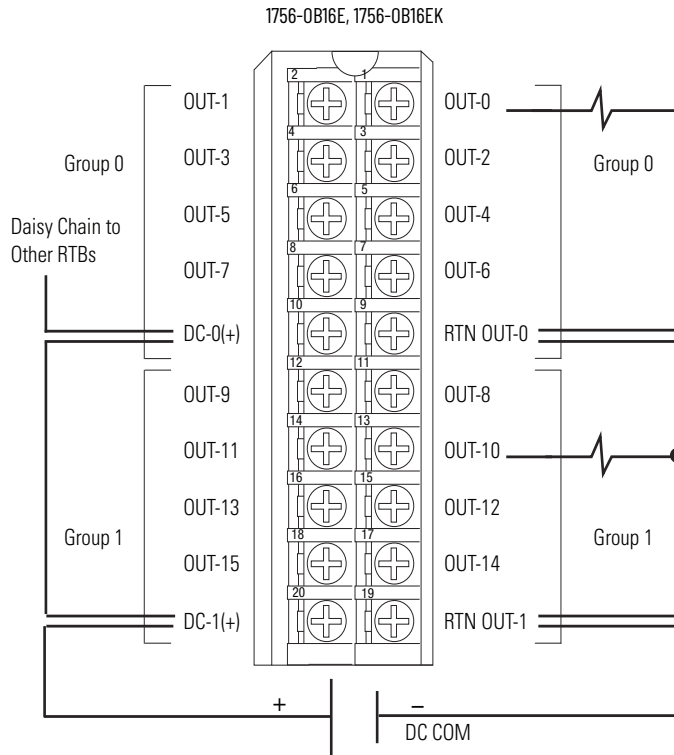 1756-OB16E, 1756-OB16EK
2 1
OUT-1 OUT-0
4 3
Group 0 OUT-3 OUT-2 Group 0
6 5
OUT-5 OUT-4
Daisy Chain to
Other RTBs
8 7
OUT-7 OUT-6
10 9
DC-0(+) RTN OUT-0
12 11
OUT-9 OUT-8
14 13
OUT-11 OUT-10
16 15
OUT-13 OUT-12
Group 1 Group 1
18 17
OUT-15 OUT-14
20 19
DC-1(+) RTN OUT-1
+ –
DC COM